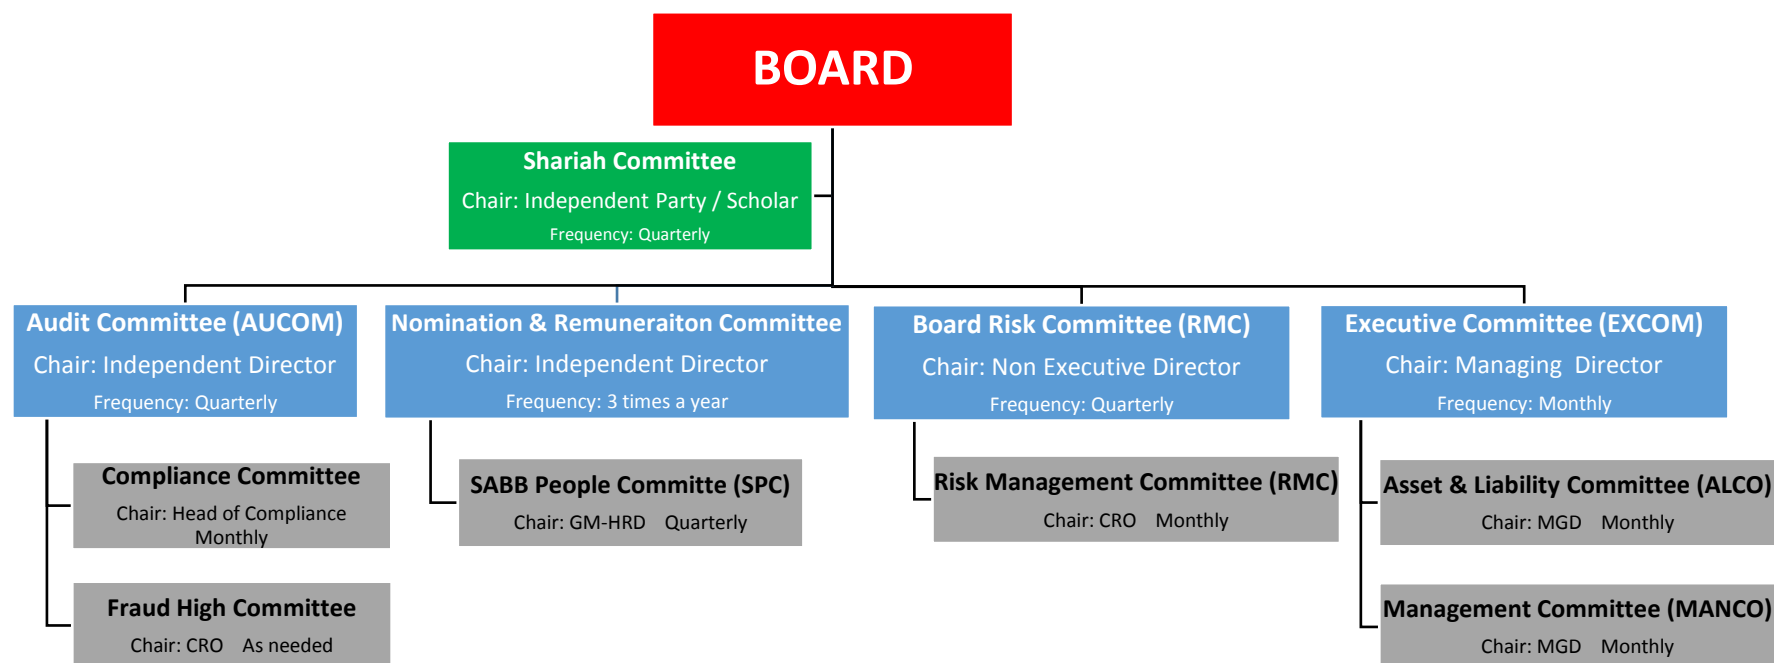 BOARD
Shariah Committee
Chair: Independent Party / Scholar
Frequency: Quarterly
Audit Committee (AUCOM)
Chair: Independent Director
Frequency: Quarterly
Nomination & Remuneraiton Committee
Chair: Independent Director
Frequency: 3 times a year
Board Risk Committee (RMC)
Chair: Non Executive Director
Frequency: Quarterly
Executive Committee (EXCOM)
Chair: Managing Director
Frequency: Monthly
Compliance Committee
Chair: Head of Compliance
Monthly
SABB People Committe (SPC)
Chair: GM-HRD Quarterly
Risk Management Committee (RMC)
Chair: CRO Monthly
Asset & Liability Committee (ALCO)
Chair: MGD Monthly
Fraud High Committee
Chair: CRO As needed
Management Committee (MANCO)
Chair: MGD Monthly